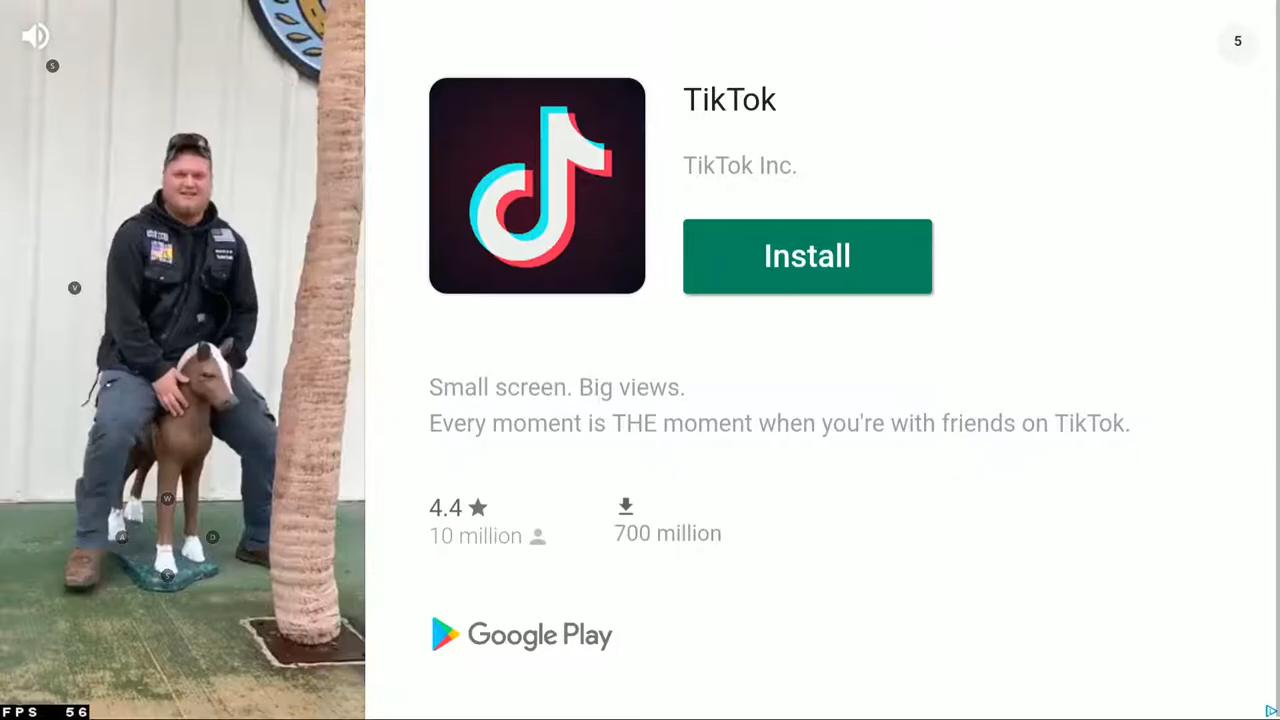 5
S
TikTok
TikTok Inc.
Install
V
Small screen. Big views.
Every moment is THE moment when you're with friends on TikTok.
4.4
10 million
700 million
W
A
D
S
Google Play
FPS 56